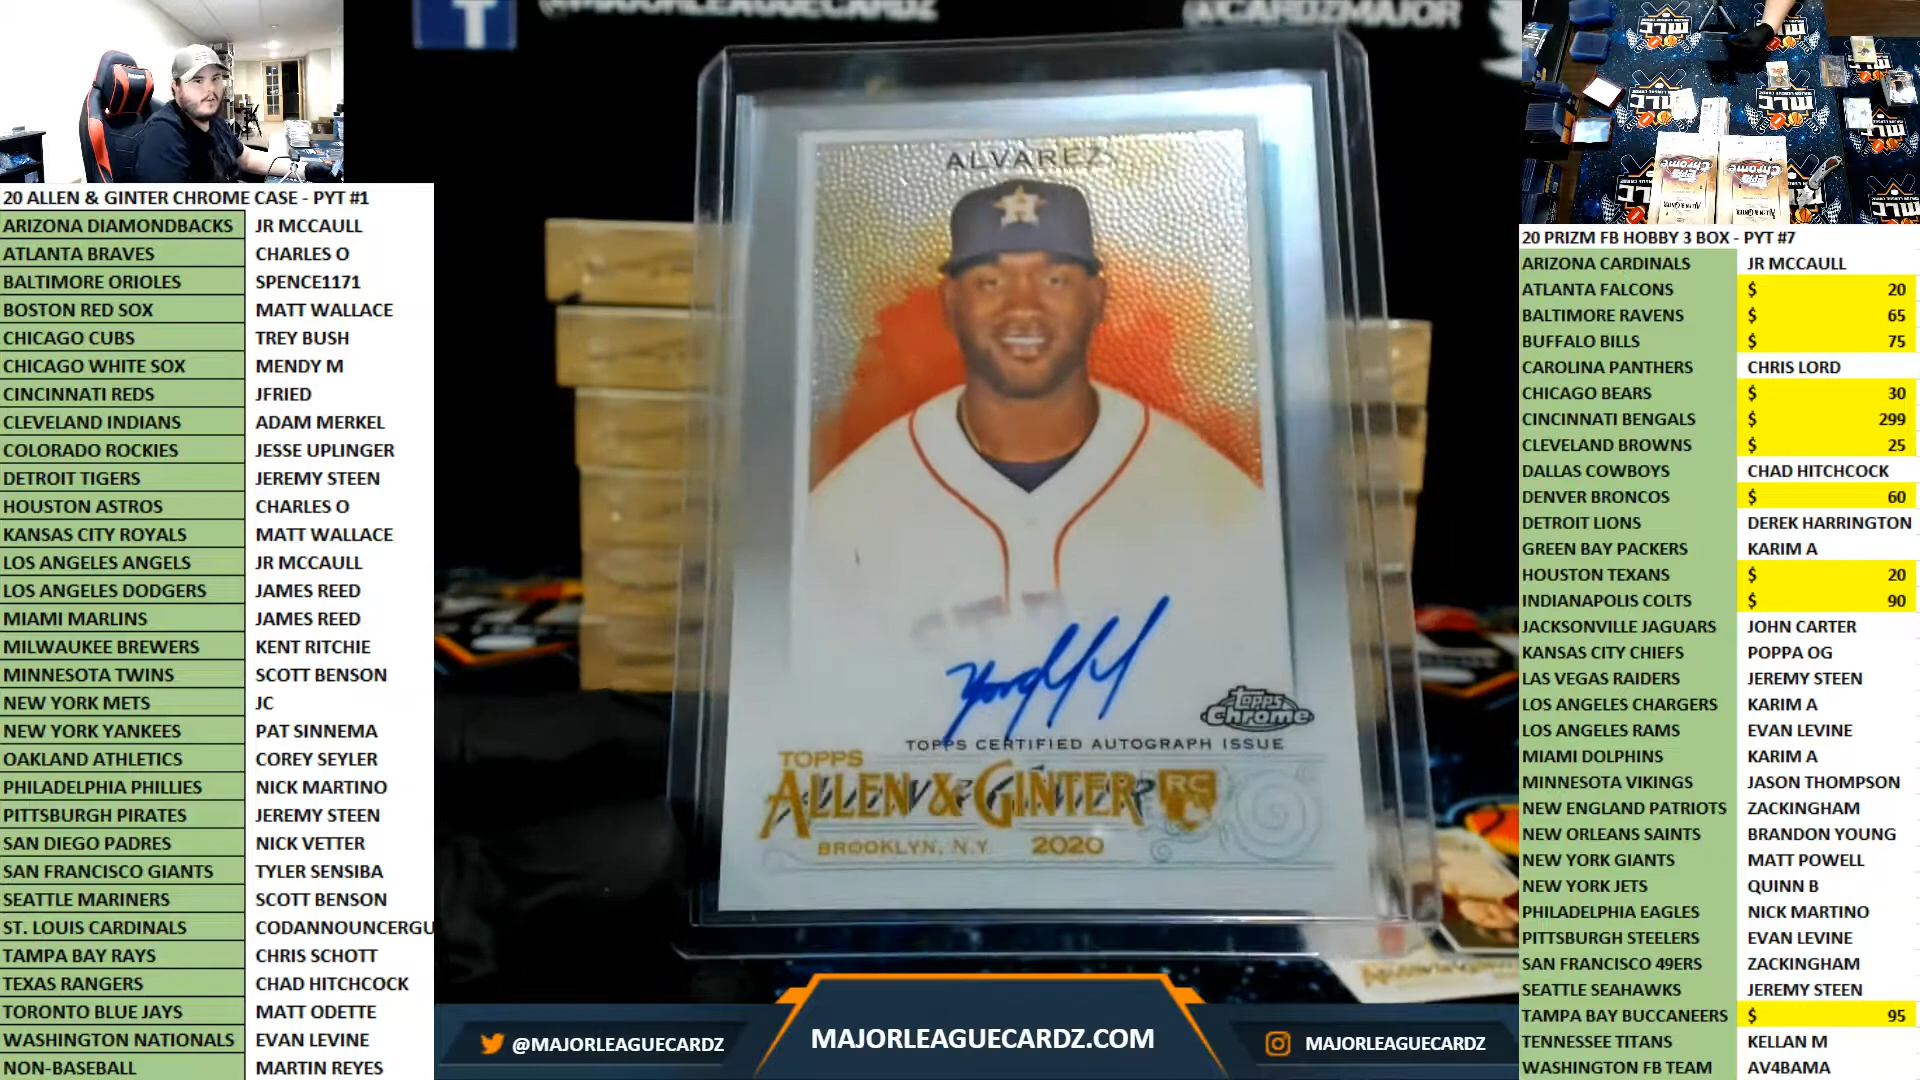 @MAJORLEAGUECARDZ
@CARDZMAJOR
20 ALLEN & GINTER CHROME CASE - PYT #1
ARIZONA DIAMONDBACKS JR MCCAULL
ATLANTA BRAVES CHARLES O
BALTIMORE ORIOLES SPENCE1171
BOSTON RED SOX MATT WALLACE
CHICAGO CUBS TREY BUSH
CHICAGO WHITE SOX MENDY M
CINCINNATI REDS JFRIED
CLEVELAND INDIANS ADAM MERKEL
COLORADO ROCKIES JESSE UPLINGER
DETROIT TIGERS JEREMY STEEN
HOUSTON ASTROS CHARLES O
KANSAS CITY ROYALS MATT WALLACE
LOS ANGELES ANGELS JR MCCAULL
LOS ANGELES DODGERS JAMES REED
MIAMI MARLINS JAMES REED
MILWAUKEE BREWERS KENT RITCHIE
MINNESOTA TWINS SCOTT BENSON
NEW YORK METS JC
NEW YORK YANKEES PAT SINNEMA
OAKLAND ATHLETICS COREY SEYLER
PHILADELPHIA PHILLIES NICK MARTINO
PITTSBURGH PIRATES JEREMY STEEN
SAN DIEGO PADRES NICK VETTER
SAN FRANCISCO GIANTS TYLER SENSIBA
SEATTLE MARINERS SCOTT BENSON
ST. LOUIS CARDINALS CODANNOUNCERGU
TAMPA BAY RAYS CHRIS SCHOTT
TEXAS RANGERS CHAD HITCHCOCK
TORONTO BLUE JAYS MATT ODETTE
WASHINGTON NATIONALS EVAN LEVINE
NON-BASEBALL MARTIN REYES
ALVAREZ
Topps
Chrome
TOPPS CERTIFIED AUTOGRAPH ISSUE
TOPPS
ALLEN & GINTER RC
BROOKLYN, N.Y. 2020
@MAJORLEAGUECARDZ
MAJORLEAGUECARDZ.COM
MAJORLEAGUECARDZ
20 PRIZM FB HOBBY 3 BOX - PYT #7
ARIZONA CARDINALS JR MCCAULL
ATLANTA FALCONS $ 20
BALTIMORE RAVENS $ 65
BUFFALO BILLS $ 75
CAROLINA PANTHERS CHRIS LORD
CHICAGO BEARS $ 30
CINCINNATI BENGALS $ 299
CLEVELAND BROWNS $ 25
DALLAS COWBOYS CHAD HITCHCOCK
DENVER BRONCOS $ 60
DETROIT LIONS DEREK HARRINGTON
GREEN BAY PACKERS KARIM A
HOUSTON TEXANS $ 20
INDIANAPOLIS COLTS $ 90
JACKSONVILLE JAGUARS JOHN CARTER
KANSAS CITY CHIEFS POPPA OG
LAS VEGAS RAIDERS JEREMY STEEN
LOS ANGELES CHARGERS KARIM A
LOS ANGELES RAMS EVAN LEVINE
MIAMI DOLPHINS KARIM A
MINNESOTA VIKINGS JASON THOMPSON
NEW ENGLAND PATRIOTS ZACKINGHAM
NEW ORLEANS SAINTS BRANDON YOUNG
NEW YORK GIANTS MATT POWELL
NEW YORK JETS QUINN B
PHILADELPHIA EAGLES NICK MARTINO
PITTSBURGH STEELERS EVAN LEVINE
SAN FRANCISCO 49ERS ZACKINGHAM
SEATTLE SEAHAWKS JEREMY STEEN
TAMPA BAY BUCCANEERS $ 95
TENNESSEE TITANS KELLAN M
WASHINGTON FB TEAM AV4BAMA